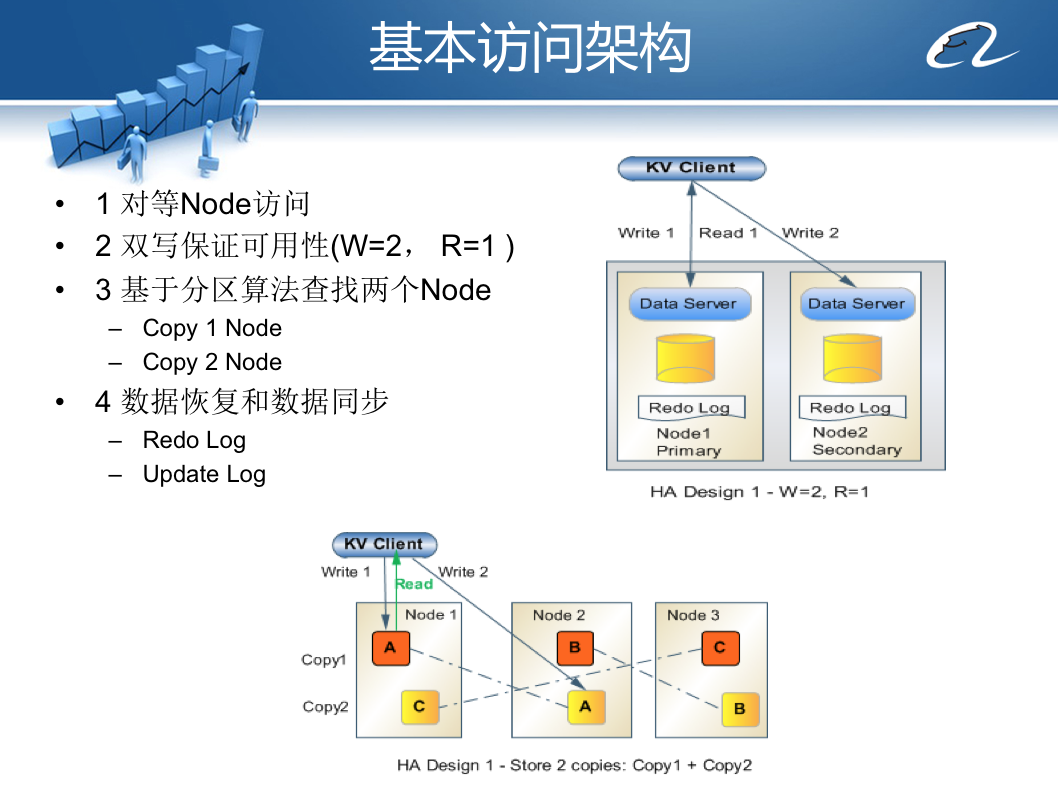 基本访问架构
• 1 对等Node访问
• 2 双写保证可用性(W=2， R=1 )
• 3 基于分区算法查找两个Node
– Copy 1 Node
– Copy 2 Node
• 4 数据恢复和数据同步
– Redo Log
– Update Log
KV Client
Write 1 Read 1 Write 2
Data Server Data Server
Redo Log Redo Log
Node1 Node2
Primary Secondary
HA Design 1 - W=2, R=1
KV Client
Write 1 Read Write 2
Node 1 Node 2 Node 3
A B C
Copy1
Copy2 C A B
HA Design 1 - Store 2 copies: Copy1 + Copy2